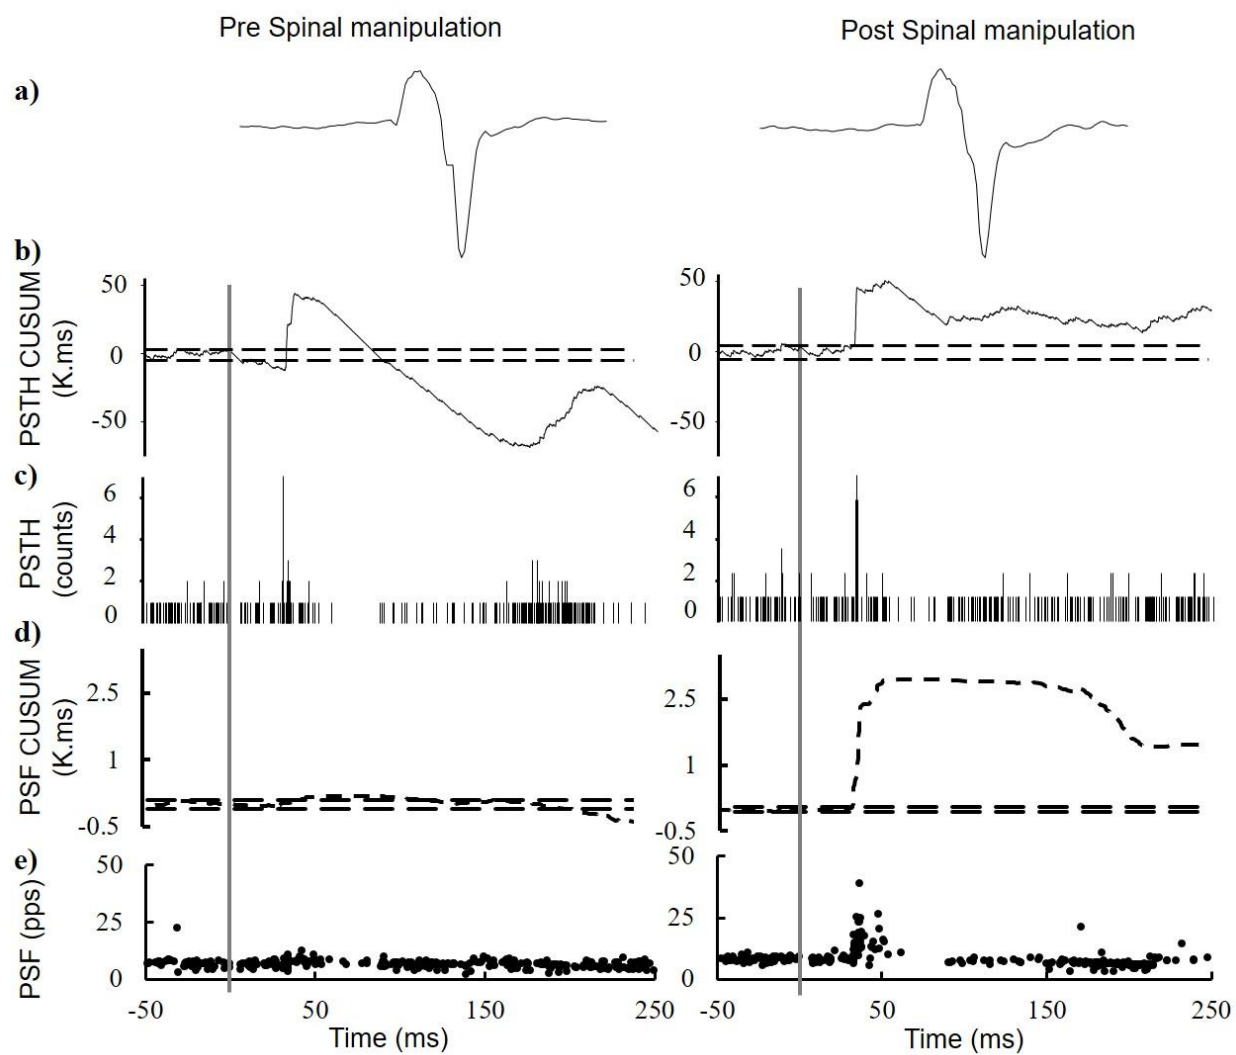 Pre Spinal manipulation
Post Spinal manipulation
a)
b)
PSTH CUSUM
(K.ms)
50
0
-50
50
0
-50
c)
PSTH
(counts)
6
4
2
0
6
4
2
0
d)
PSF CUSUM
(K.ms)
2.5
1
-0.5
2.5
1
-0.5
e)
PSF (pps)
50
25
0
50
25
0
-50 50 150 250
-50 50 150 250
Time (ms)
Time (ms)